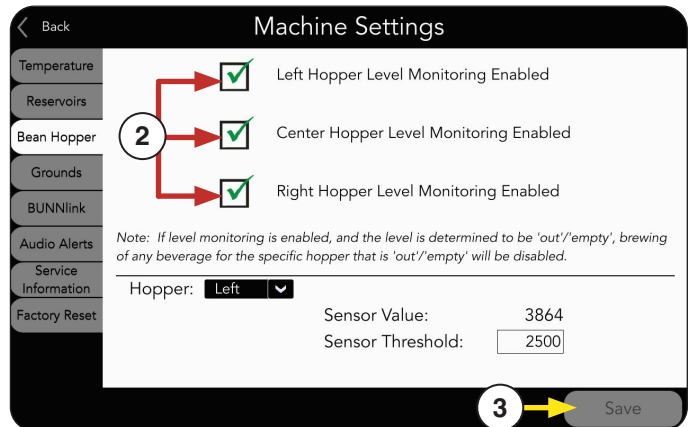 Back
Machine Settings
Temperature
Reservoirs
Bean Hopper
Grounds
BUNNlink
Audio Alerts
Service
Information
Factory Reset
2
Left Hopper Level Monitoring Enabled
Center Hopper Level Monitoring Enabled
Right Hopper Level Monitoring Enabled
Note: If level monitoring is enabled, and the level is determined to be 'out'/'empty', brewing
of any beverage for the specific hopper that is 'out'/'empty' will be disabled.
Hopper: Left
Sensor Value: 3864
Sensor Threshold: 2500
3
Save